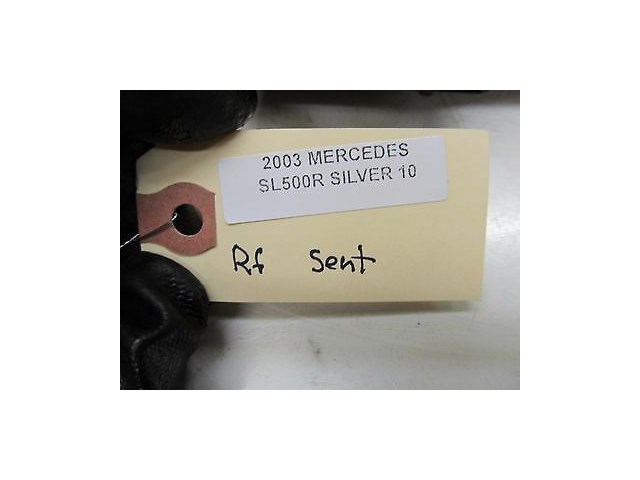 2003 MERCEDES
SL500R SILVER 10
Rf Sent